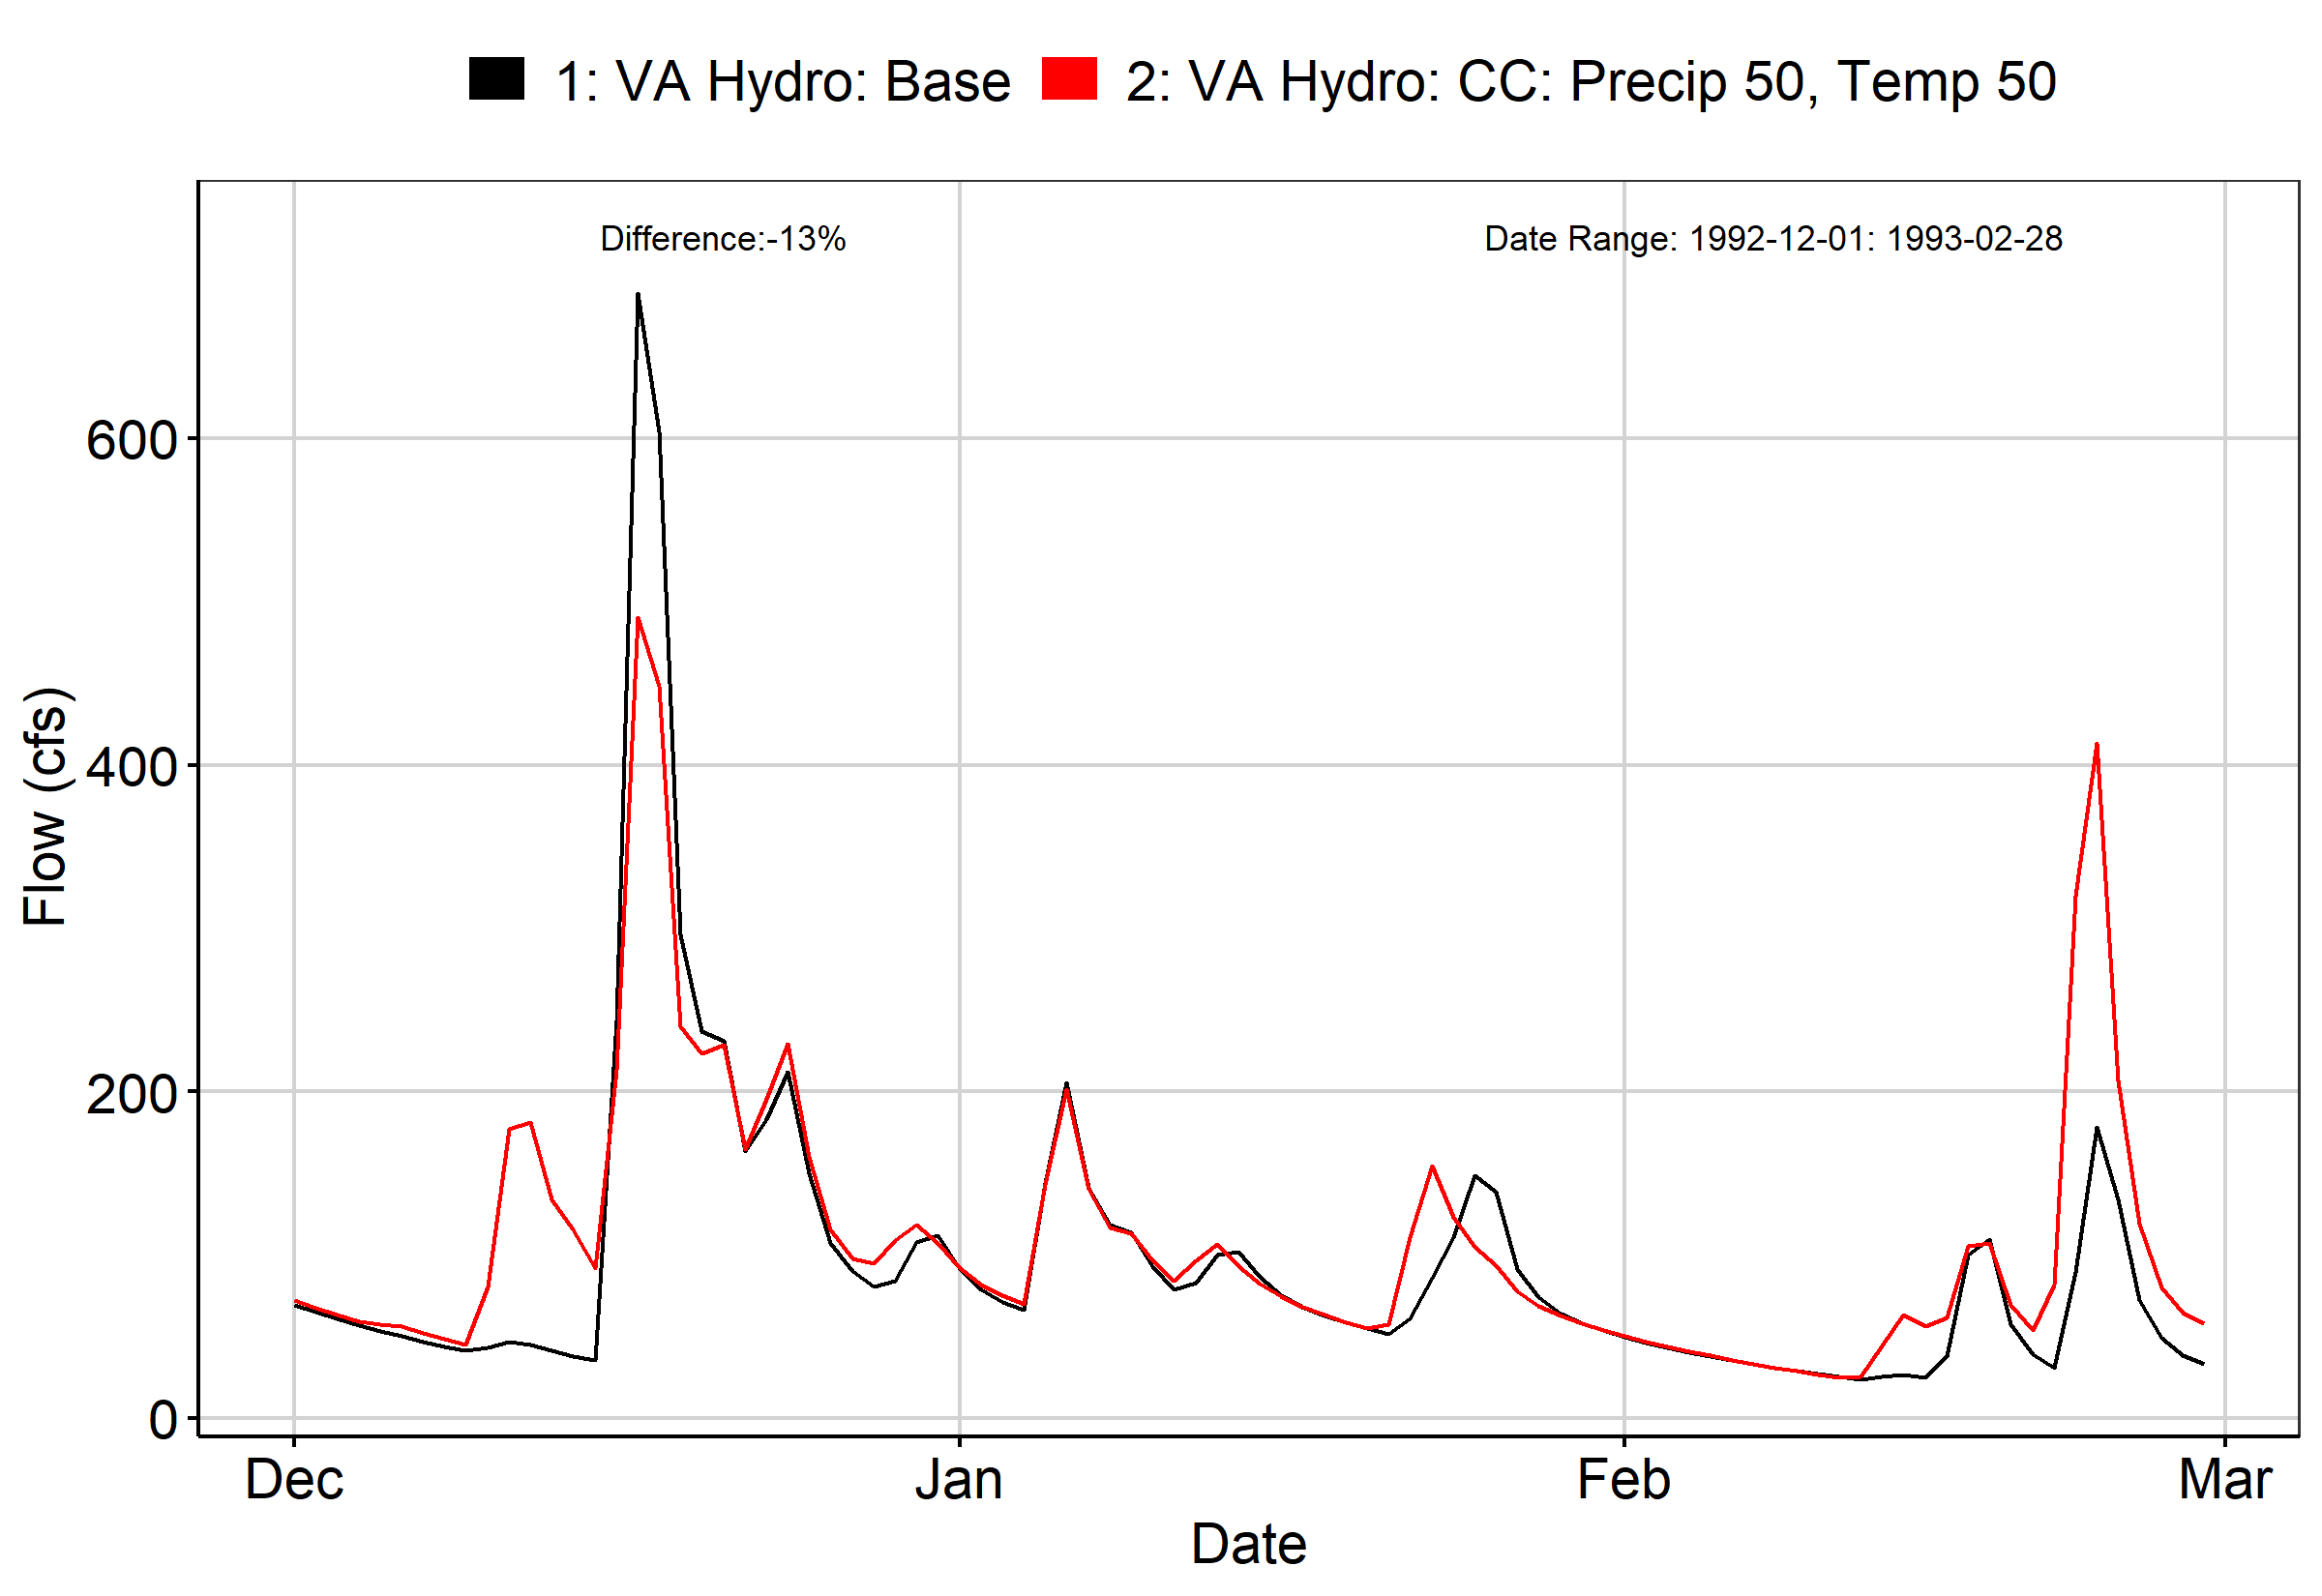 1: VA Hydro: Base 2: VA Hydro: CC: Precip 50, Temp 50
Difference:-13% Date Range: 1992-12-01: 1993-02-28
600
400
200
0
Flow (cfs)
Dec Jan Feb Mar
Date